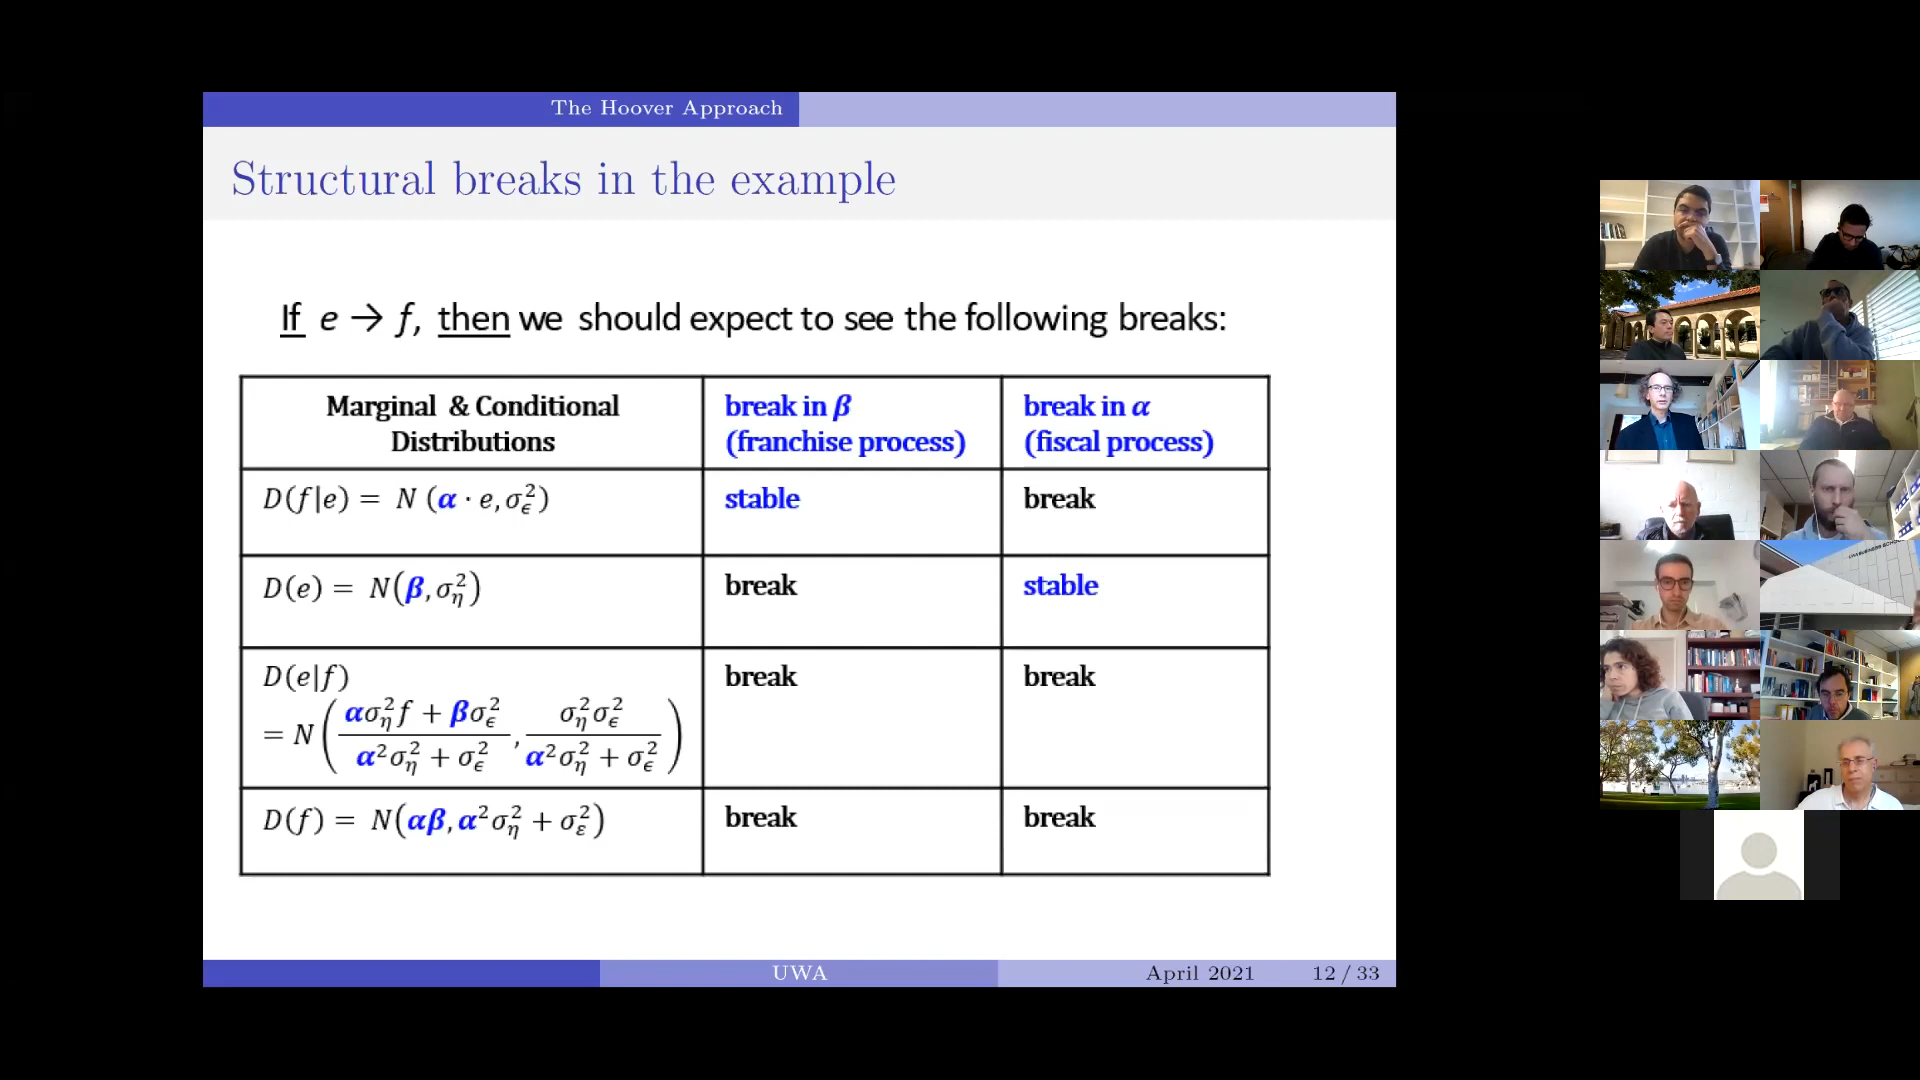 The Hoover Approach
Structural breaks in the example
If e → f, then we should expect to see the following breaks:
Marginal & Conditional Distributions
break in β (franchise process)
break in α (fiscal process)
D(f|e) = N (α · e, σ²_ϵ)
stable
break
D(e) = N(β, σ²_η)
break
stable
D(e|f) = N((ασ²_η f + βσ²_ϵ)/(α²σ²_η + σ²_ϵ), (σ²_η σ²_ϵ)/(α²σ²_η + σ²_ϵ))
break
break
D(f) = N(αβ, α²σ²_η + σ²_ε)
break
break
UWA
April 2021
12 / 33